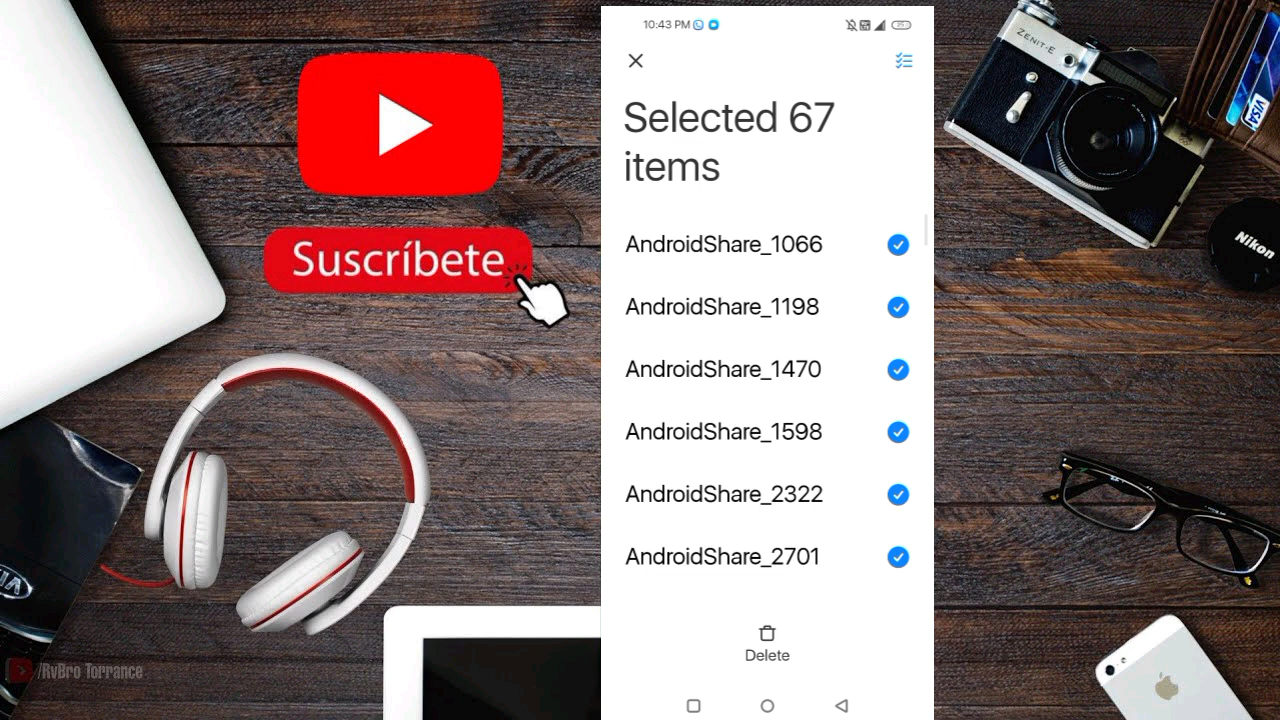 10:43 PM
Selected 67
items
AndroidShare_1066
AndroidShare_1198
AndroidShare_1470
AndroidShare_1598
AndroidShare_2322
AndroidShare_2701
Delete
Suscríbete
/RvBro Torrance
ZENIT-E
VISA
Nikon